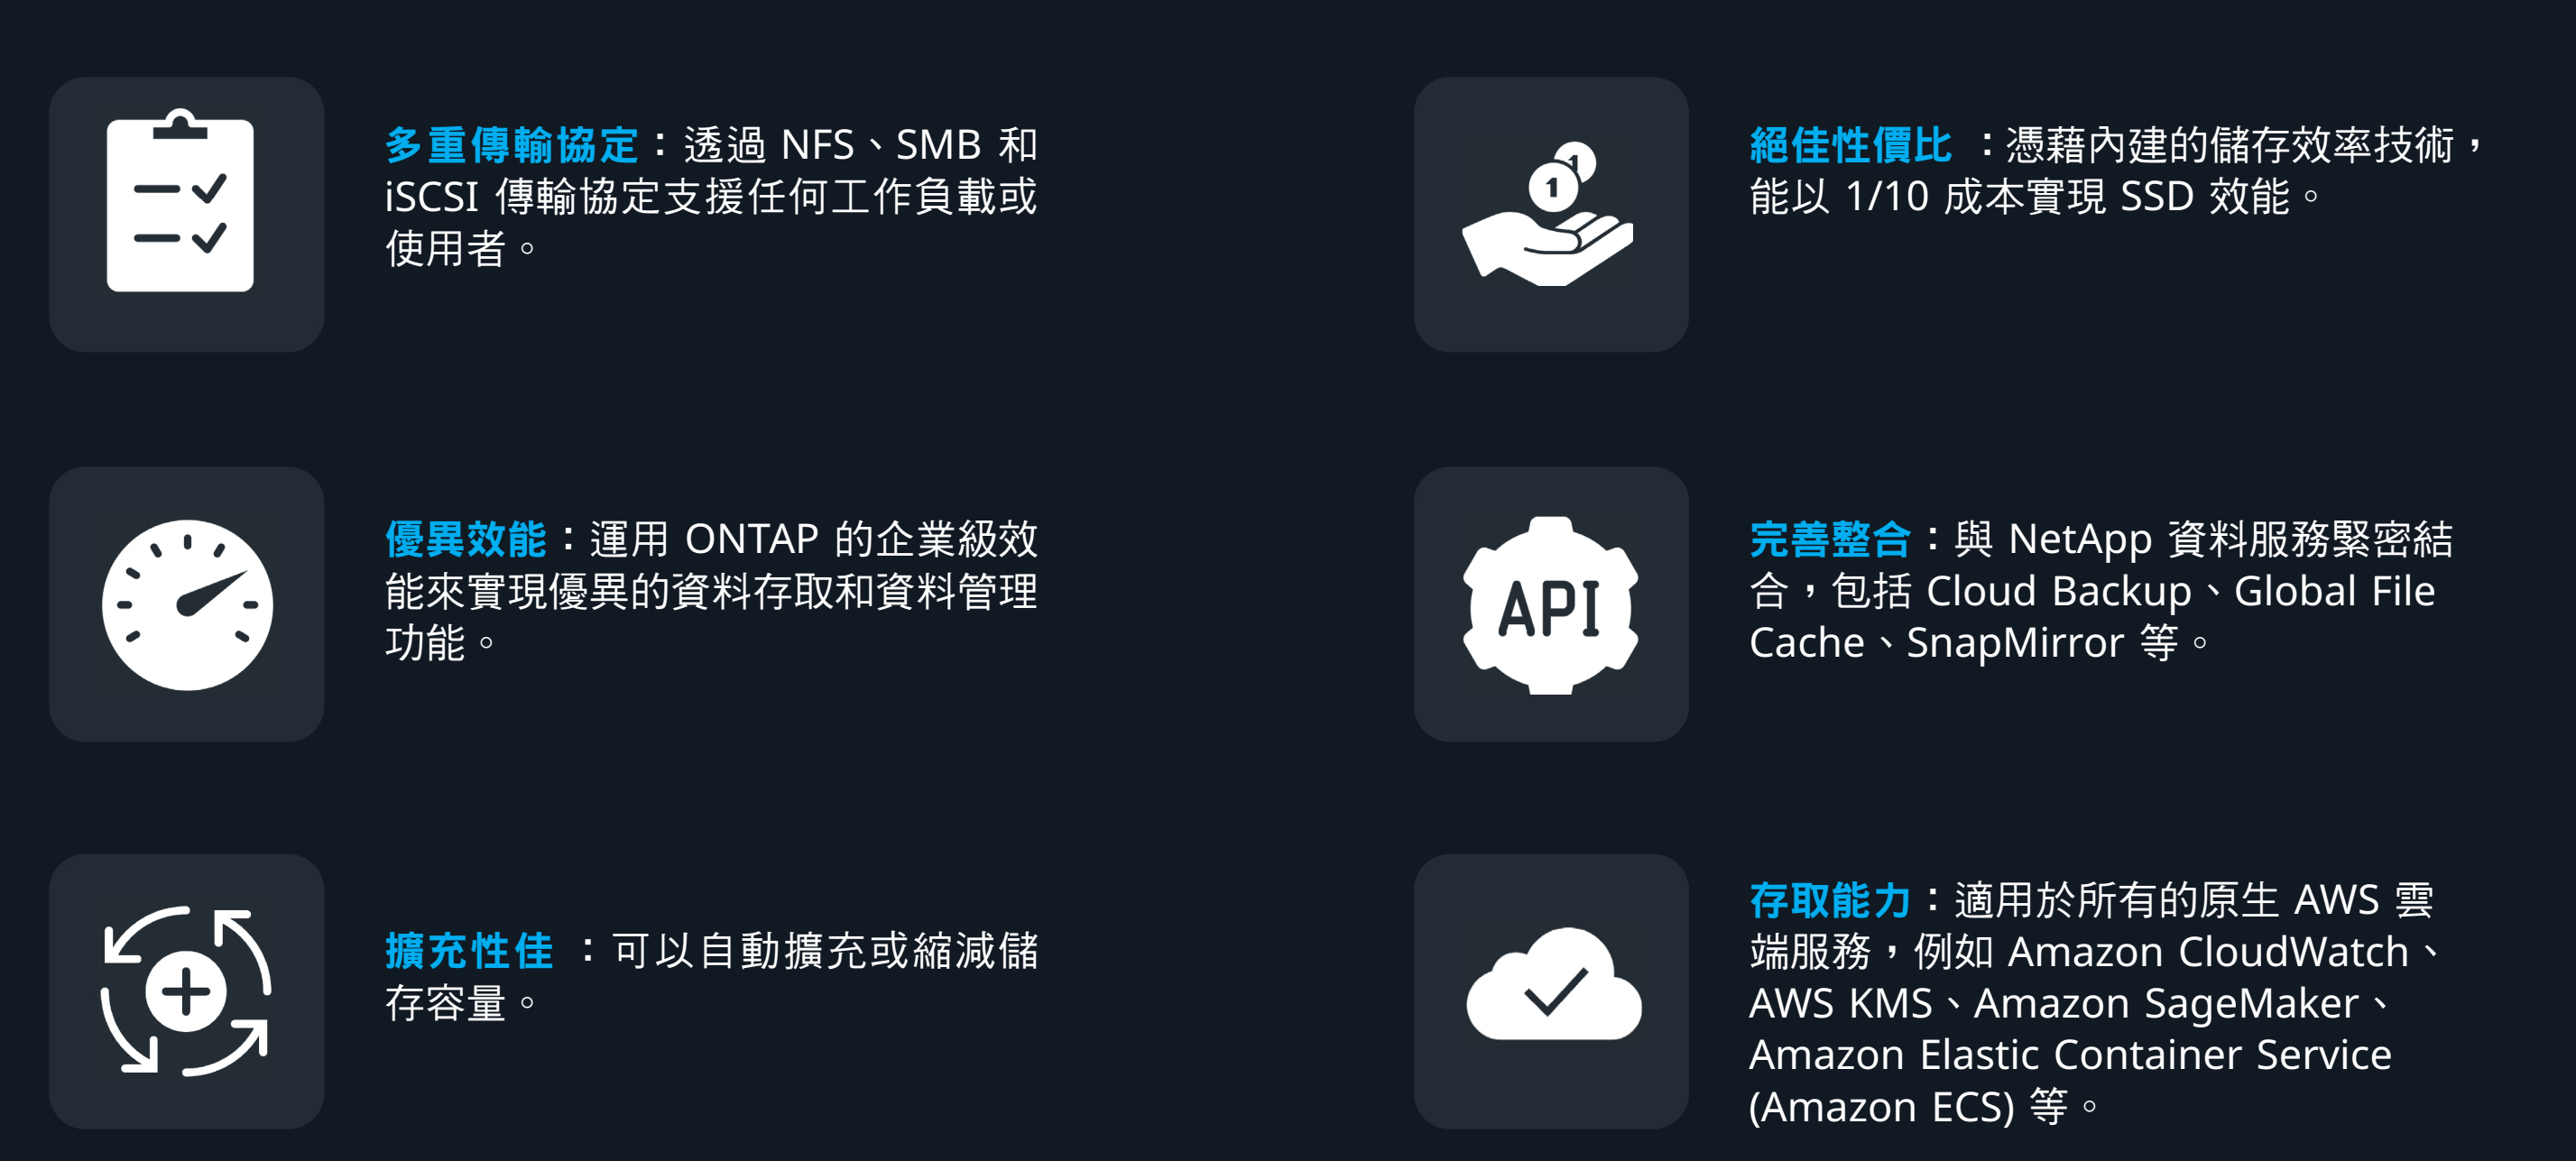 多重傳輸協定：透過 NFS、SMB 和
iSCSI 傳輸協定支援任何工作負載或
使用者。
優異效能：運用 ONTAP 的企業級效
能來實現優異的資料存取和資料管理
功能。
擴充性佳 ：可以自動擴充或縮減儲
存容量。
1
1
絕佳性價比 ：憑藉內建的儲存效率技術，
能以 1/10 成本實現 SSD 效能。
API
完善整合：與 NetApp 資料服務緊密結
合，包括 Cloud Backup、Global File
Cache、SnapMirror 等。
存取能力：適用於所有的原生 AWS 雲
端服務，例如 Amazon CloudWatch、
AWS KMS、Amazon SageMaker、
Amazon Elastic Container Service
(Amazon ECS) 等。